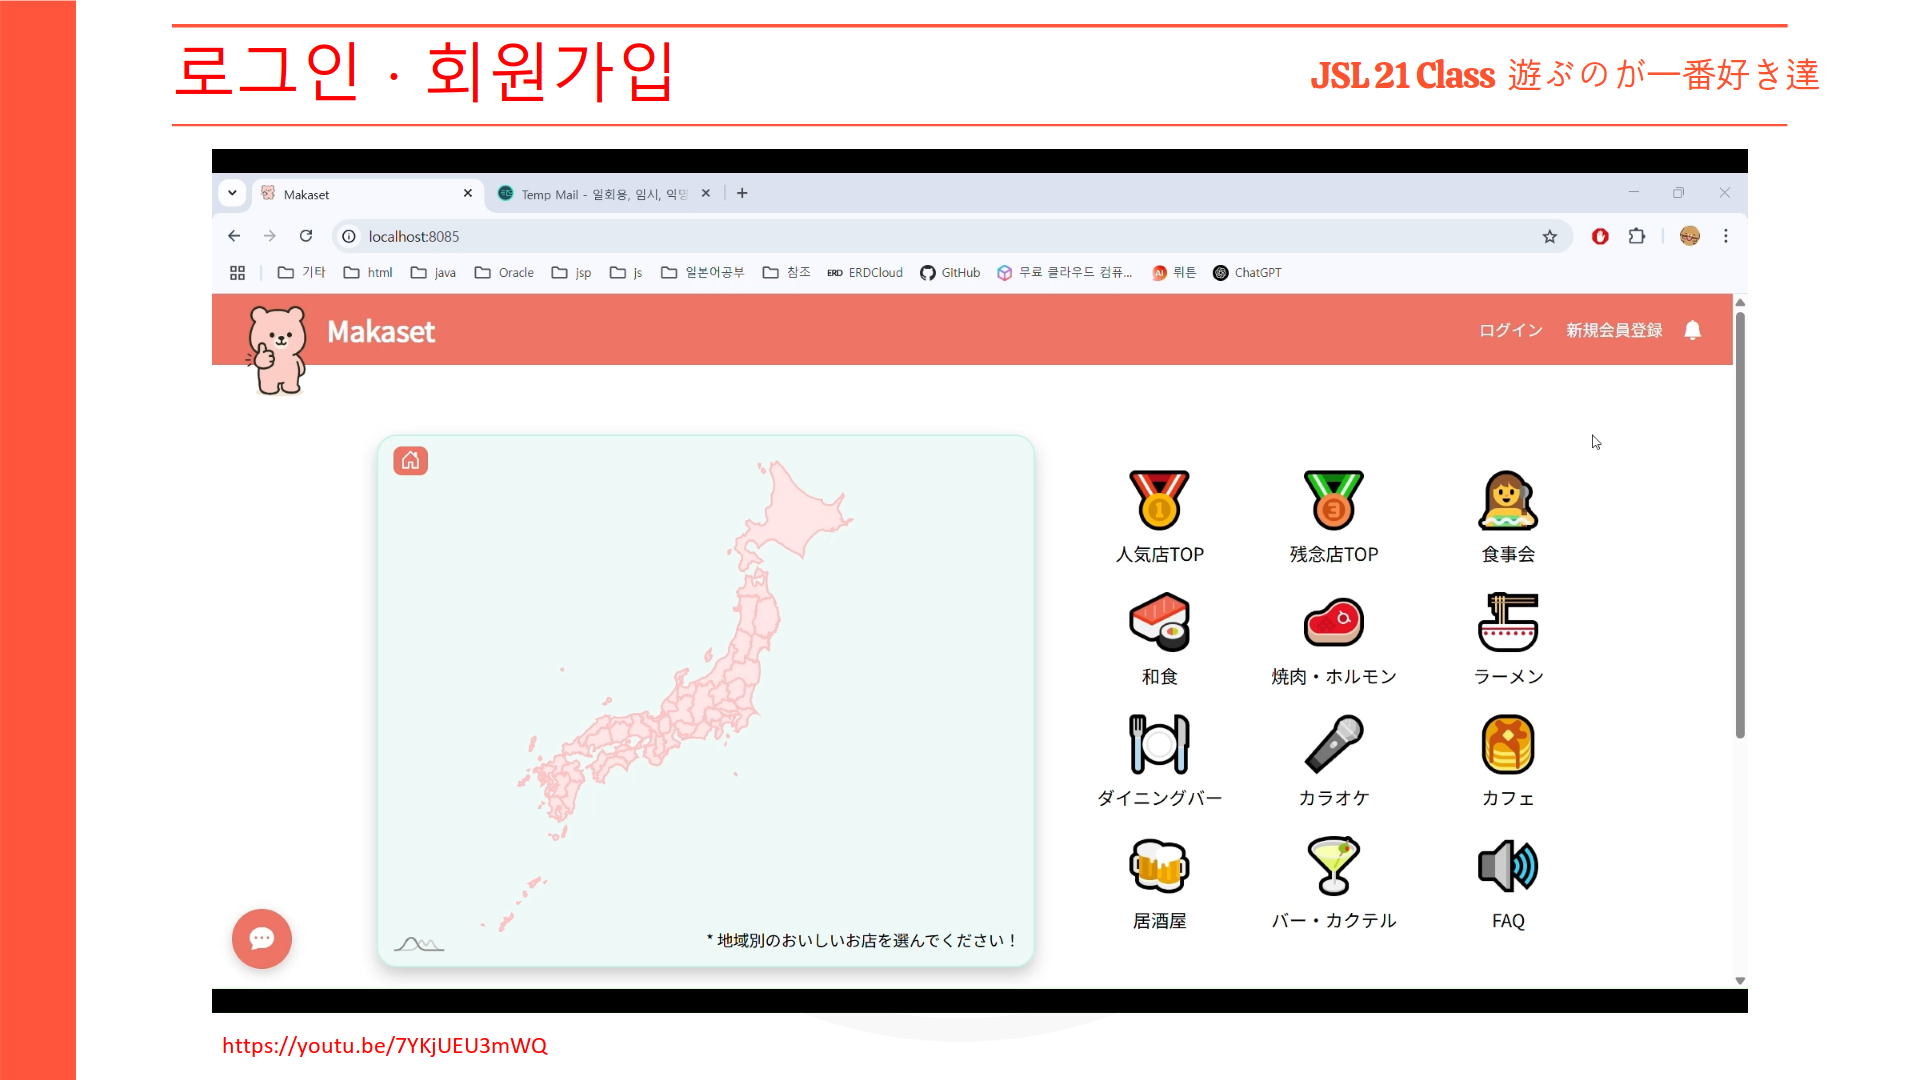 로그인 · 회원가입
JSL 21 Class 遊ぶのが一番好き達
Makaset
Temp Mail - 일회용, 임시, 익명
localhost:8085
기타 html Java Oracle jsp js 일본어공부 참조 ERD ERDCloud GitHub 무료 클라우드 컴퓨... AI 뤼튼 ChatGPT
Makaset
ログイン 新規会員登録
1 3
人気店TOP 残念店TOP 食事会
和食 焼肉・ホルモン ラーメン
ダイニングバー カラオケ カフェ
居酒屋 バー・カクテル FAQ
* 地域別のおいしいお店を選んでください！
https://youtu.be/7YKjUEU3mWQ